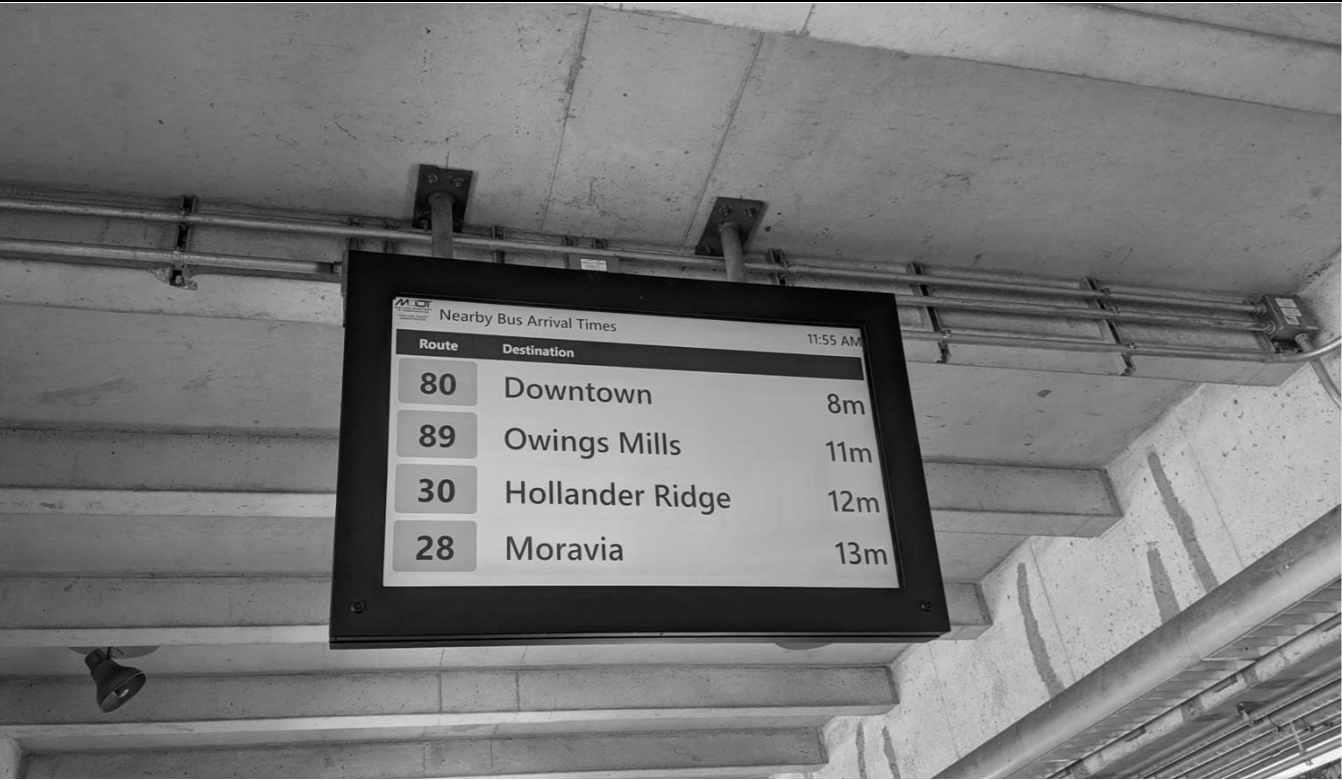 MDOT
Nearby Bus Arrival Times 11:55 AM
Route Destination
80 Downtown 8m
89 Owings Mills 11m
30 Hollander Ridge 12m
28 Moravia 13m